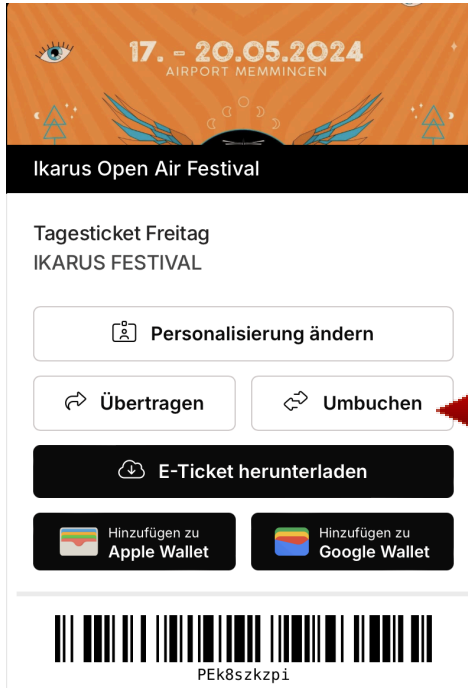 17. - 20.05.2024
AIRPORT MEMMINGEN
Ikarus Open Air Festival
Tagesticket Freitag
IKARUS FESTIVAL
Personalisierung ändern
Übertragen
Umbuchen
E-Ticket herunterladen
Hinzufügen zu
Apple Wallet
Hinzufügen zu
Google Wallet
PEk8szkzpi